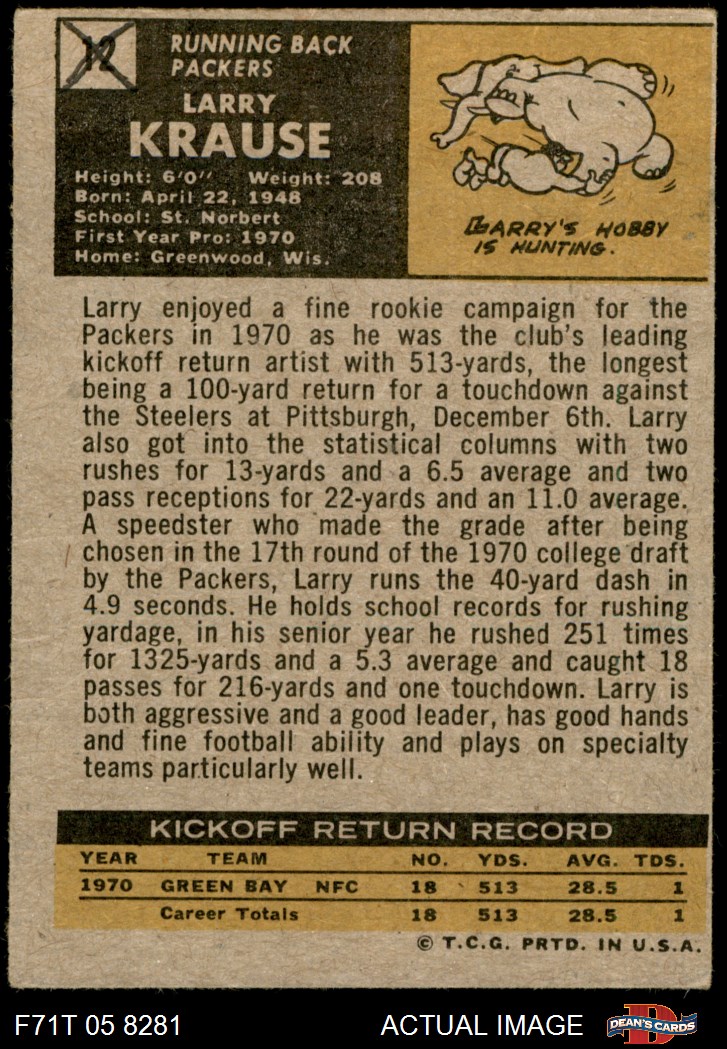 12
RUNNING BACK
PACKERS
LARRY
KRAUSE
Height: 6'0" Weight: 208
Born: April 22, 1948
School: St. Norbert
First Year Pro: 1970
Home: Greenwood, Wis.
LARRY'S HOBBY
IS HUNTING.
Larry enjoyed a fine rookie campaign for the
Packers in 1970 as he was the club's leading
kickoff return artist with 513-yards, the longest
being a 100-yard return for a touchdown against
the Steelers at Pittsburgh, December 6th. Larry
also got into the statistical columns with two
rushes for 13-yards and a 6.5 average and two
pass receptions for 22-yards and an 11.0 average.
A speedster who made the grade after being
chosen in the 17th round of the 1970 college draft
by the Packers, Larry runs the 40-yard dash in
4.9 seconds. He holds school records for rushing
yardage, in his senior year he rushed 251 times
for 1325-yards and a 5.3 average and caught 18
passes for 216-yards and one touchdown. Larry is
both aggressive and a good leader, has good hands
and fine football ability and plays on specialty
teams particularly well.
KICKOFF RETURN RECORD
YEAR TEAM NO. YDS. AVG. TDS.
1970 GREEN BAY NFC 18 513 28.5 1
Career Totals 18 513 28.5 1
© T.C.G. PRTD. IN U.S.A.
F71T 05 8281 ACTUAL IMAGE D DEAN'S CARDS